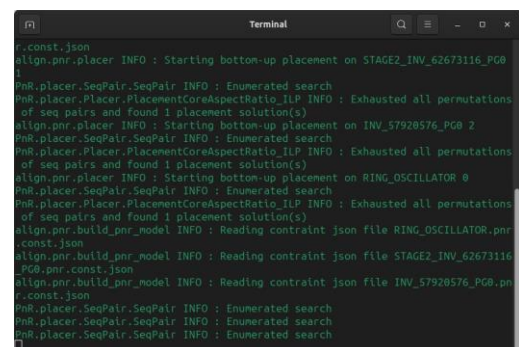 Terminal
r.const.json
align.pnr.placer INFO : Starting bottom-up placement on STAGE2_INV_62673116_PG0
1
PnR.placer.SeqPair.SeqPair INFO : Enumerated search
PnR.placer.Placer.PlacementCoreAspectRatio_ILP INFO : Exhausted all permutations
of seq pairs and found 1 placement solution(s)
align.pnr.placer INFO : Starting bottom-up placement on INV_57920576_PG0 2
PnR.placer.SeqPair.SeqPair INFO : Enumerated search
PnR.placer.Placer.PlacementCoreAspectRatio_ILP INFO : Exhausted all permutations
of seq pairs and found 1 placement solution(s)
align.pnr.placer INFO : Starting bottom-up placement on RING_OSCILLATOR 0
PnR.placer.SeqPair.SeqPair INFO : Enumerated search
PnR.placer.Placer.PlacementCoreAspectRatio_ILP INFO : Exhausted all permutations
of seq pairs and found 1 placement solution(s)
align.pnr.build_pnr_model INFO : Reading contraint json file RING_OSCILLATOR.pnr
.const.json
align.pnr.build_pnr_model INFO : Reading contraint json file STAGE2_INV_62673116
_PG0.pnr.const.json
align.pnr.build_pnr_model INFO : Reading contraint json file INV_57920576_PG0.pn
r.const.json
PnR.placer.SeqPair.SeqPair INFO : Enumerated search
PnR.placer.SeqPair.SeqPair INFO : Enumerated search
PnR.placer.SeqPair.SeqPair INFO : Enumerated search